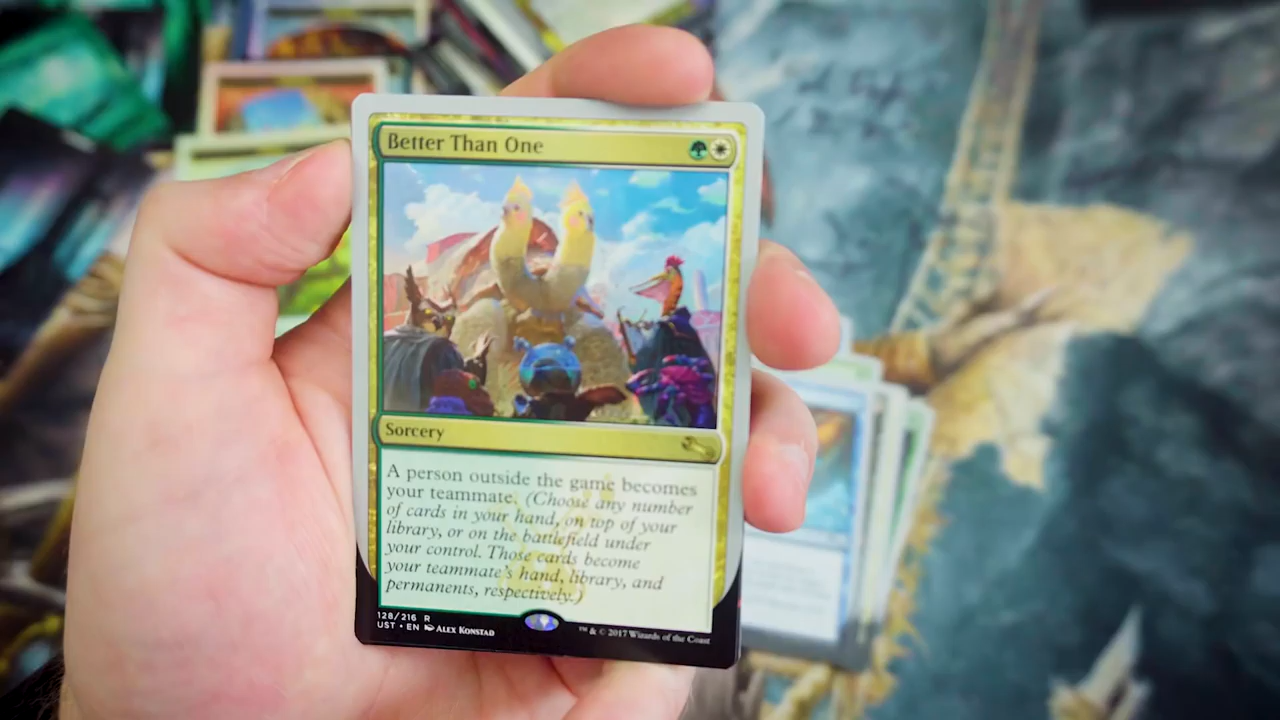 Better Than One
Sorcery
A person outside the game becomes
your teammate. (Choose any number
of cards in your hand, on top of your
library, or on the battlefield under
your control. Those cards become
your teammate's hand, library, and
permanents, respectively.)
128/216 R
UST • EN ALEX KONSTAD
™ & © 2017 Wizards of the Coast